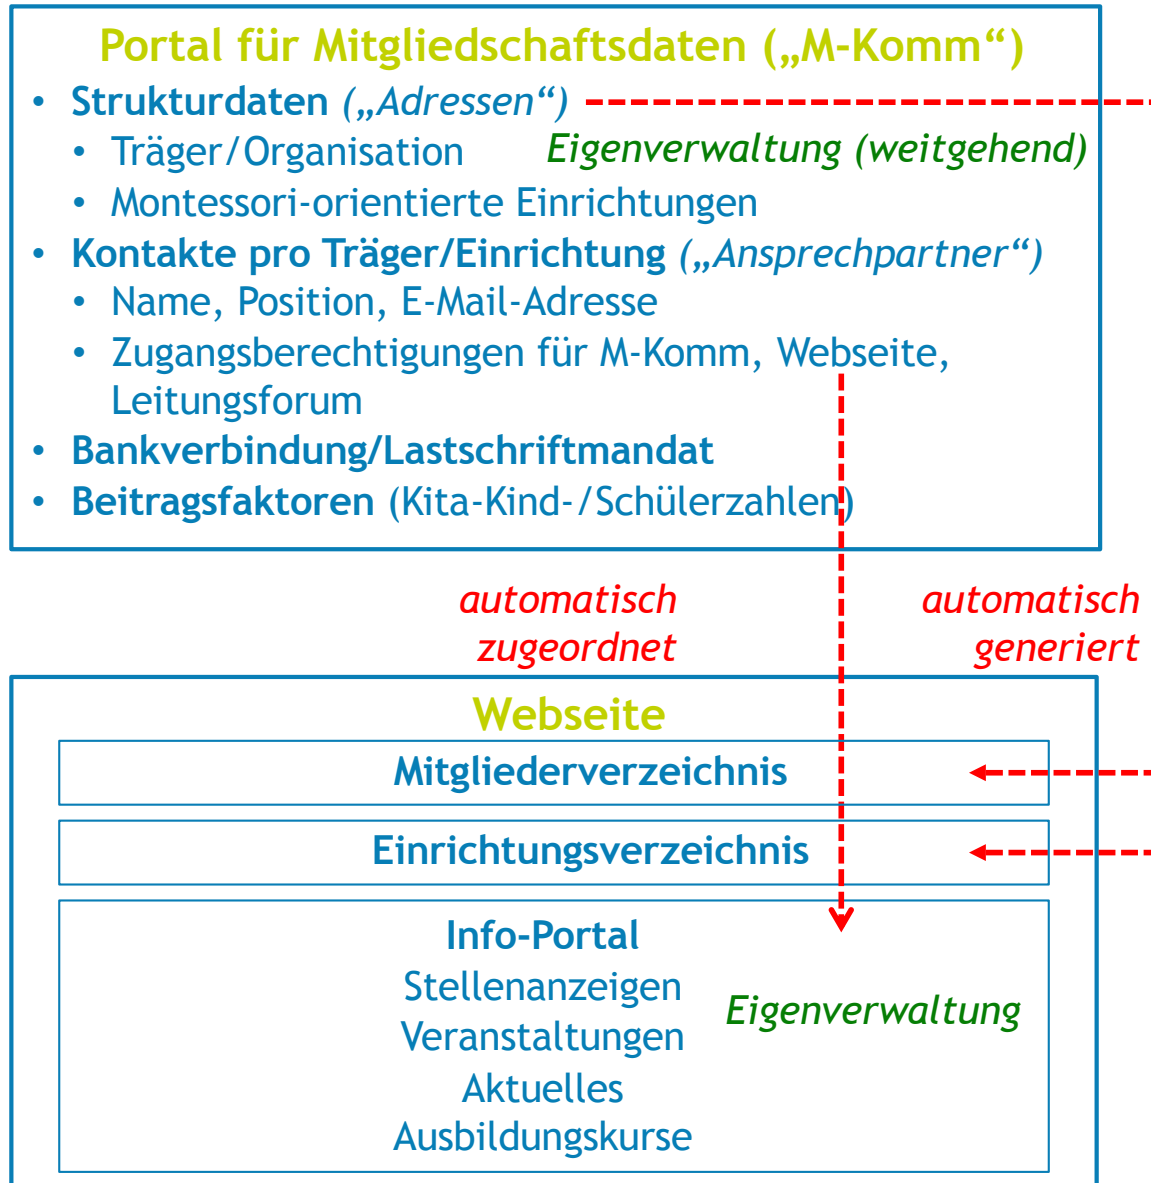 Portal für Mitgliedschaftsdaten („M-Komm“)
• Strukturdaten („Adressen“)
• Träger/Organisation
Eigenverwaltung (weitgehend)
• Montessori-orientierte Einrichtungen
• Kontakte pro Träger/Einrichtung („Ansprechpartner“)
• Name, Position, E-Mail-Adresse
• Zugangsberechtigungen für M-Komm, Webseite,
Leitungsforum
• Bankverbindung/Lastschriftmandat
• Beitragsfaktoren (Kita-Kind-/Schülerzahlen)
automatisch
zugeordnet
automatisch
generiert
Webseite
Mitgliederverzeichnis
Einrichtungsverzeichnis
Info-Portal
Stellenanzeigen
Veranstaltungen
Aktuelles
Ausbildungskurse
Eigenverwaltung